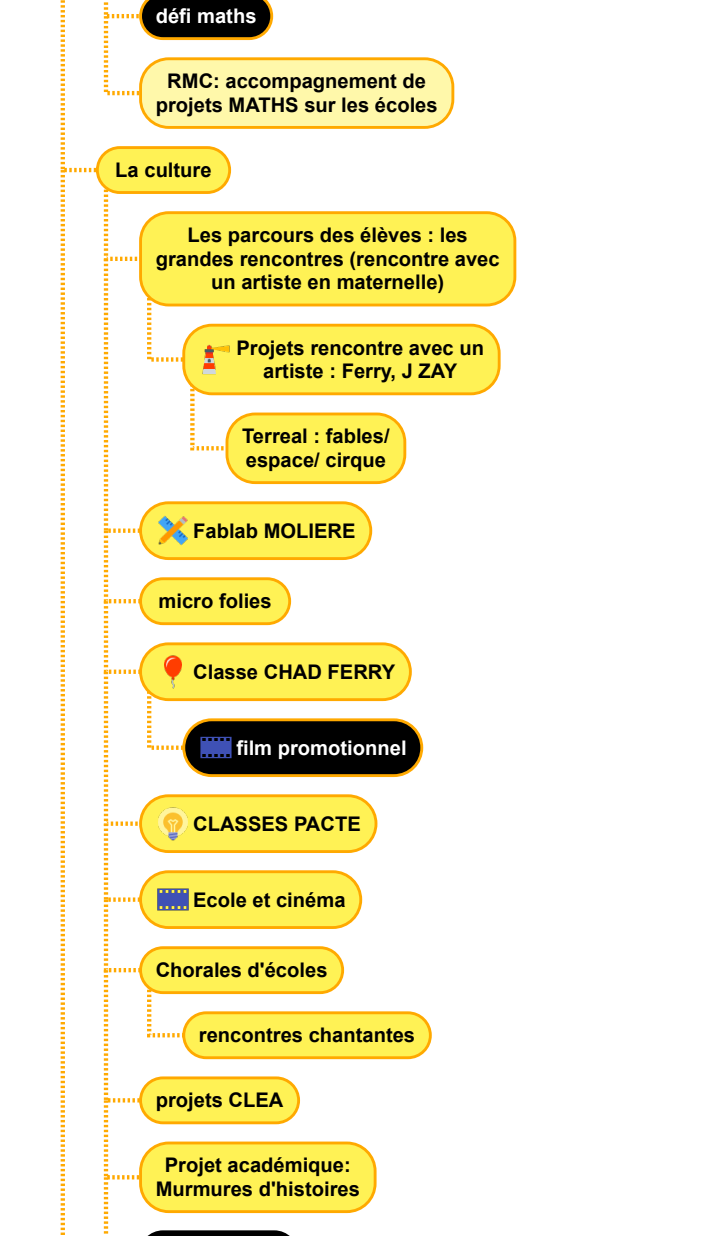 défi maths
RMC: accompagnement de
projets MATHS sur les écoles
La culture
Les parcours des élèves : les
grandes rencontres (rencontre avec
un artiste en maternelle)
Projets rencontre avec un
artiste : Ferry, J ZAY
Terreal : fables/
espace/ cirque
Fablab MOLIERE
micro folies
Classe CHAD FERRY
film promotionnel
CLASSES PACTE
Ecole et cinéma
Chorales d'écoles
rencontres chantantes
projets CLEA
Projet académique:
Murmures d'histoires